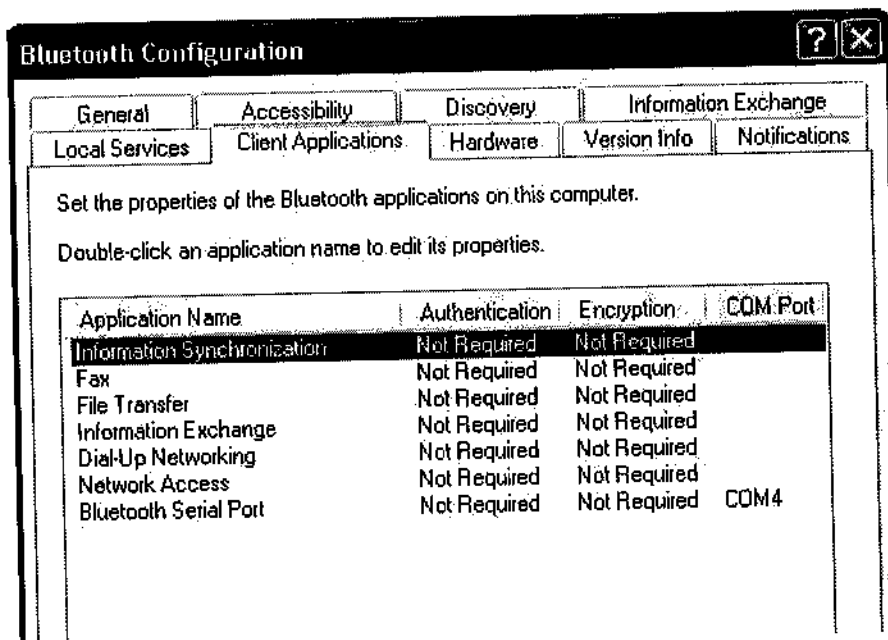 Bluetooth Configuration ? X
General Accessibility Discovery Information Exchange
Local Services Client Applications Hardware Version Info Notifications
Set the properties of the Bluetooth applications on this computer.
Double-click an application name to edit its properties.
Application Name Authentication Encryption COM Port
Information Synchronization Not Required Not Required
Fax Not Required Not Required
File Transfer Not Required Not Required
Information Exchange Not Required Not Required
Dial-Up Networking Not Required Not Required
Network Access Not Required Not Required
Bluetooth Serial Port Not Required Not Required COM4